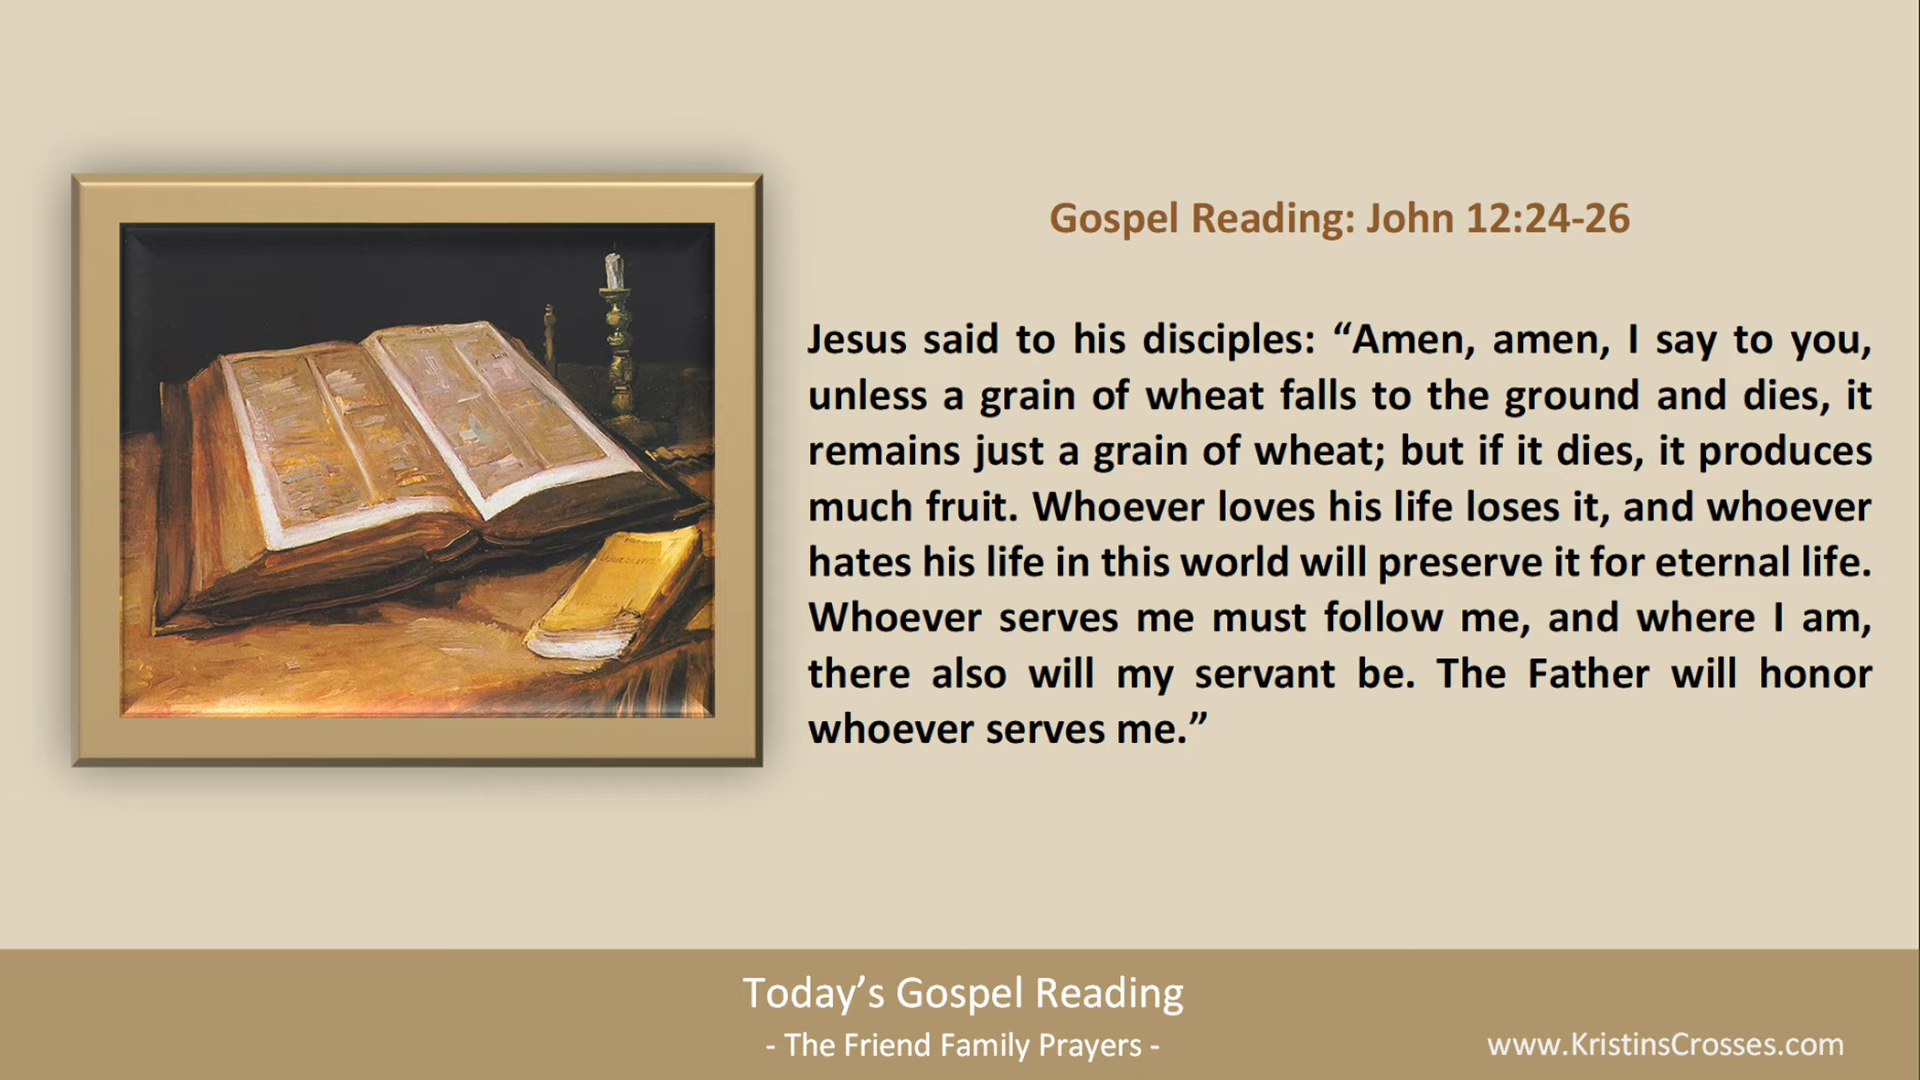 Gospel Reading: John 12:24-26
Jesus said to his disciples: “Amen, amen, I say to you,
unless a grain of wheat falls to the ground and dies, it
remains just a grain of wheat; but if it dies, it produces
much fruit. Whoever loves his life loses it, and whoever
hates his life in this world will preserve it for eternal life.
Whoever serves me must follow me, and where I am,
there also will my servant be. The Father will honor
whoever serves me.”
Today’s Gospel Reading
- The Friend Family Prayers -
www.KristinsCrosses.com